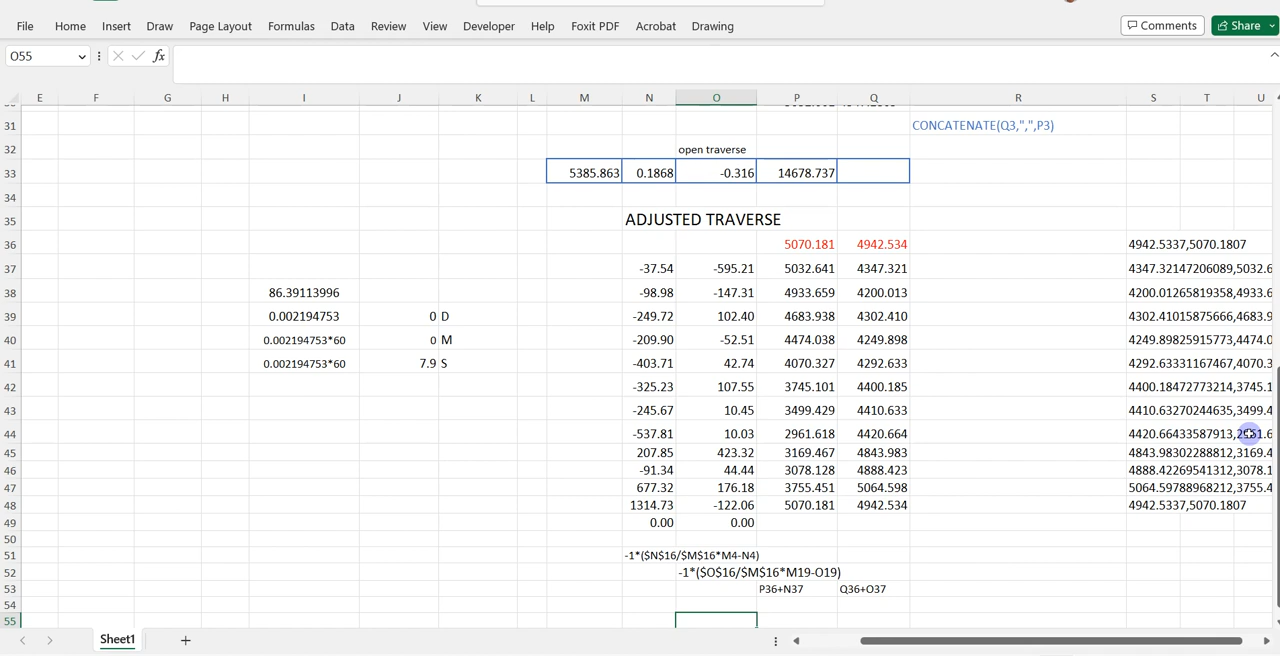 File Home Insert Draw Page Layout Formulas Data Review View Developer Help Foxit PDF Acrobat Drawing Comments Share
O55 fx
E F G H I J K L M N O P Q R S T U
31 CONCATENATE(Q3,",",P3)
32 open traverse
33 5385.863 0.1868 -0.316 14678.737
34
35 ADJUSTED TRAVERSE
36 5070.181 4942.534 4942.5337,5070.1807
37 -37.54 -595.21 5032.641 4347.321 4347.32147206089,5032.6
38 86.39113996 -98.98 -147.31 4933.659 4200.013 4200.01265819358,4933.6
39 0.002194753 0 D -249.72 102.40 4683.938 4302.410 4302.41015875666,4683.9
40 0.002194753*60 0 M -209.90 -52.51 4474.038 4249.898 4249.89825915773,4474.0
41 0.002194753*60 7.9 S -403.71 42.74 4070.327 4292.633 4292.63331167467,4070.3
42 -325.23 107.55 3745.101 4400.185 4400.18472773214,3745.1
43 -245.67 10.45 3499.429 4410.633 4410.63270244635,3499.4
44 -537.81 10.03 2961.618 4420.664 4420.66433587913,2961.6
45 207.85 423.32 3169.467 4843.983 4843.98302288812,3169.4
46 -91.34 44.44 3078.128 4888.423 4888.42269541312,3078.1
47 677.32 176.18 3755.451 5064.598 5064.59788968212,3755.4
48 1314.73 -122.06 5070.181 4942.534 4942.5337,5070.1807
49 0.00 0.00
50
51 -1*($N$16/$M$16*M4-N4)
52 -1*($O$16/$M$16*M19-O19)
53 P36+N37 Q36+O37
54
55
Sheet1